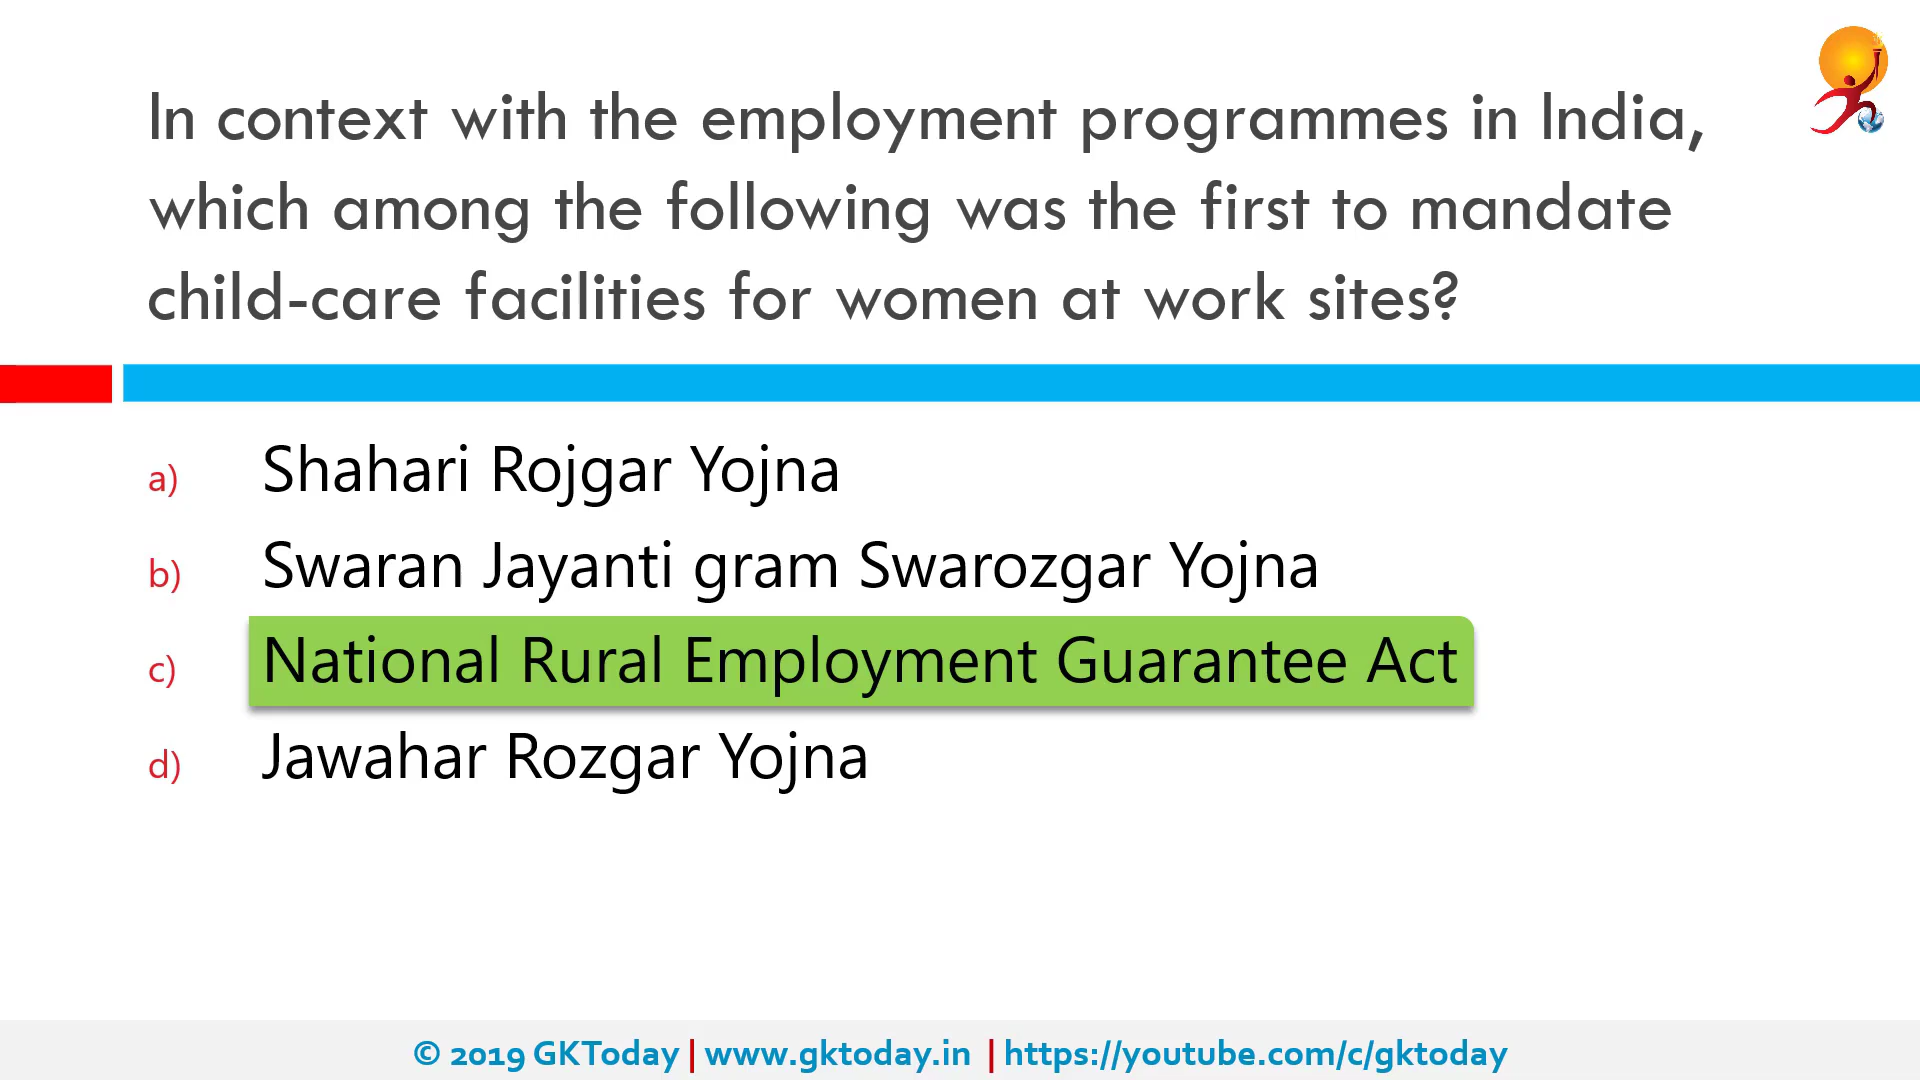 In context with the employment programmes in India,
which among the following was the first to mandate
child-care facilities for women at work sites?
a) Shahari Rojgar Yojna
b) Swaran Jayanti gram Swarozgar Yojna
c) National Rural Employment Guarantee Act
d) Jawahar Rozgar Yojna
© 2019 GKToday | www.gktoday.in | https://youtube.com/c/gktoday